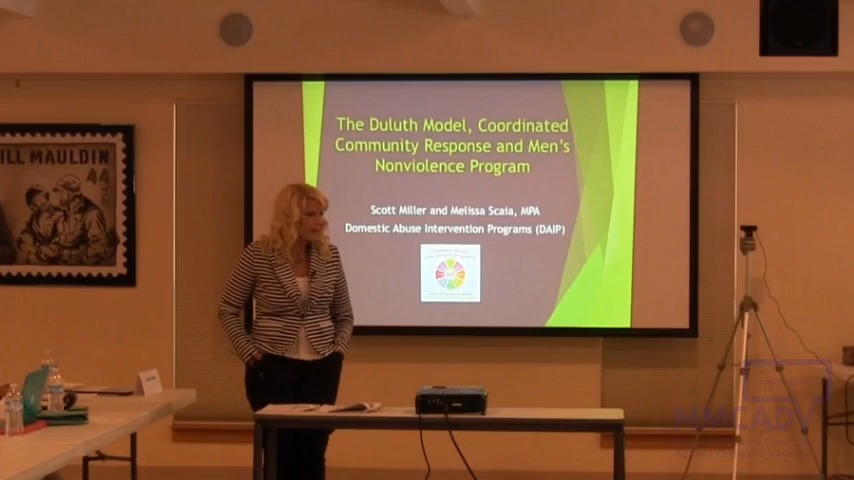 BILL MAULDIN
44
The Duluth Model, Coordinated
Community Response and Men's
Nonviolence Program
Scott Miller and Melissa Scaia, MPA
Domestic Abuse Intervention Programs (DAIP)
NMCADV